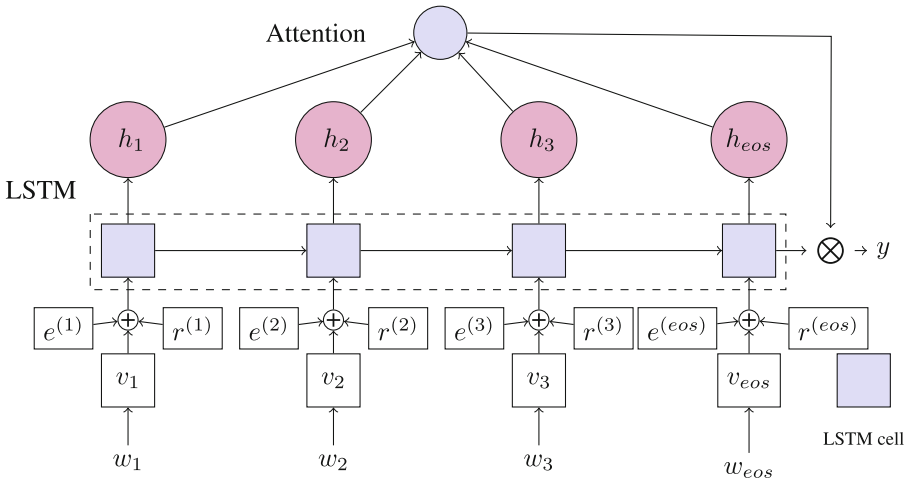 Attention
h₁ h₂ h₃ hₑₒₛ
LSTM
⊗ → y
e⁽¹⁾ + r⁽¹⁾ e⁽²⁾ + r⁽²⁾ e⁽³⁾ + r⁽³⁾ e⁽ᵉᵒˢ⁾ + r⁽ᵉᵒˢ⁾
v₁ v₂ v₃ vₑₒₛ
LSTM cell
w₁ w₂ w₃ wₑₒₛ